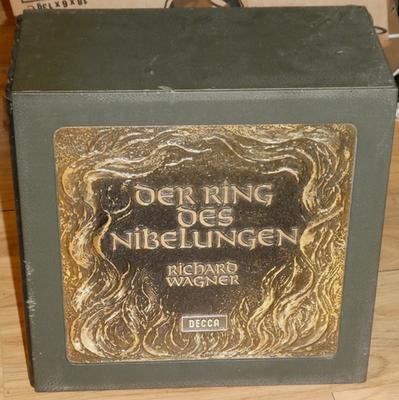 DER RING
DES
NIBELUNGEN
RICHARD
WAGNER
DECCA